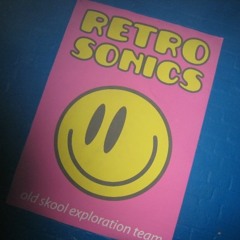 RETRO
SONICS
old skool exploration team